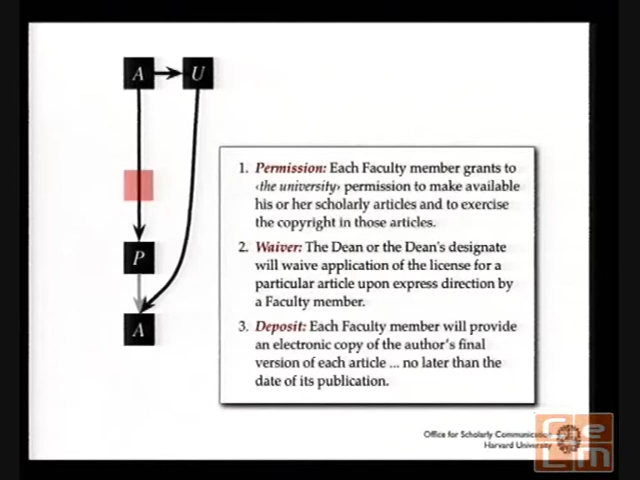 A
U
P
A
1. Permission: Each Faculty member grants to
‹the university› permission to make available
his or her scholarly articles and to exercise
the copyright in those articles.
2. Waiver: The Dean or the Dean's designate
will waive application of the license for a
particular article upon express direction by
a Faculty member.
3. Deposit: Each Faculty member will provide
an electronic copy of the author's final
version of each article ... no later than the
date of its publication.
Office for Scholarly Communication
Harvard University